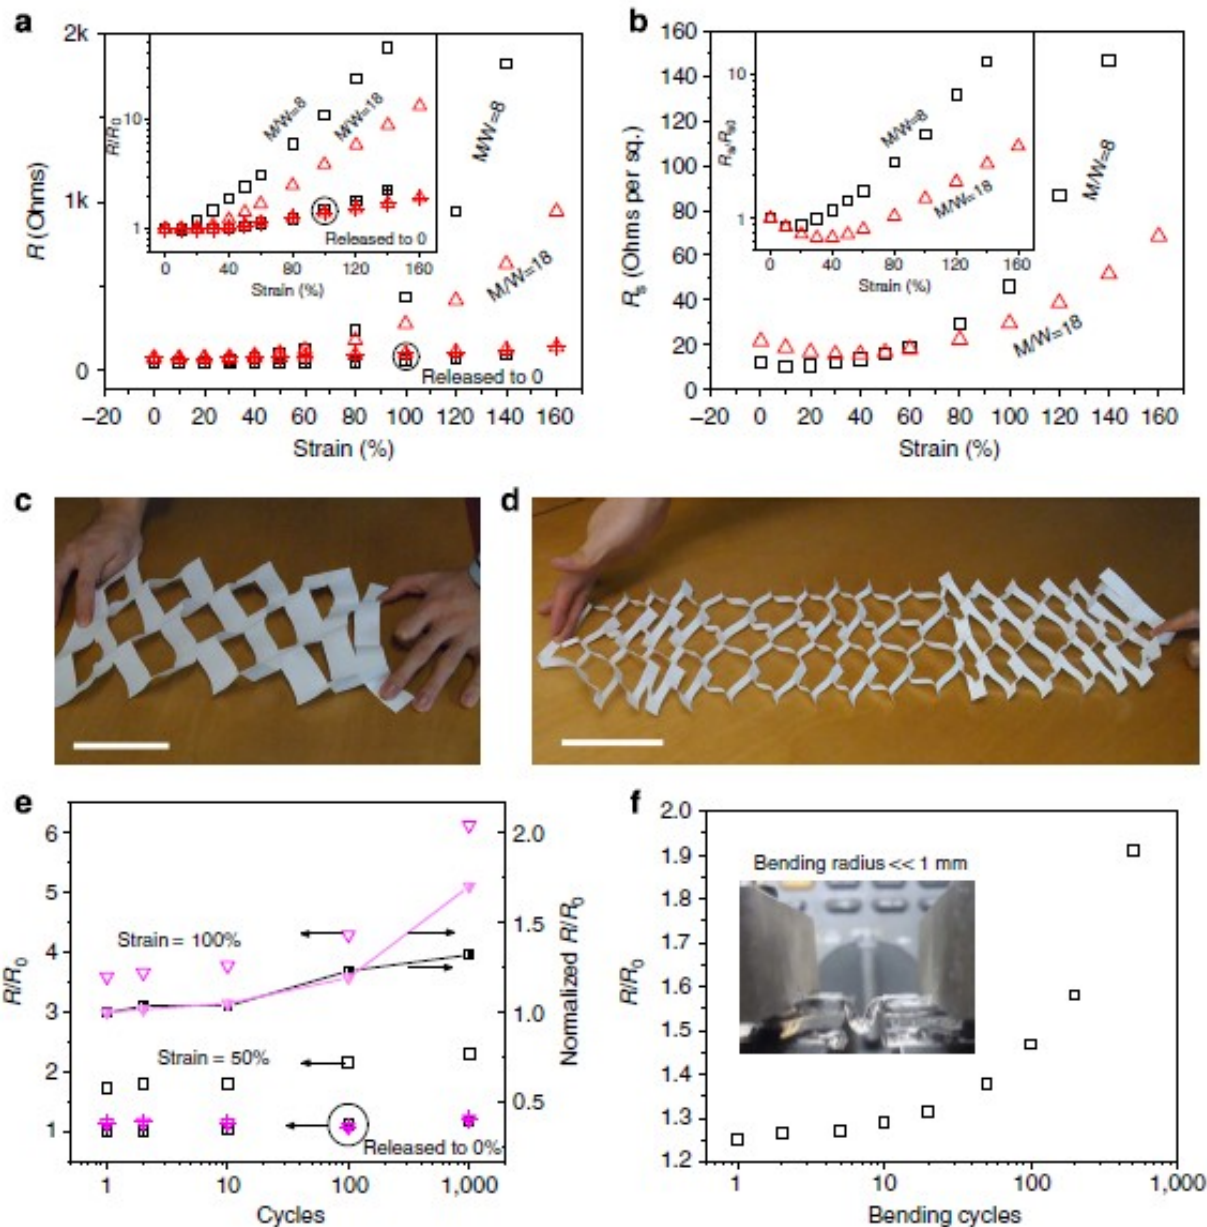 a
2k
1k
0
R (Ohms)
−20 0 20 40 60 80 100 120 140 160
Strain (%)
M/W=8
M/W=18
Released to 0
10
1
R/R0
0 40 80 120 160
Strain (%)
M/W=8
M/W=18
Released to 0
b
160
140
120
100
80
60
40
20
0
Rs (Ohms per sq.)
−20 0 20 40 60 80 100 120 140 160
Strain (%)
M/W=8
M/W=18
10
1
Rs/Rs0
0 40 80 120 160
Strain (%)
M/W=8
M/W=18
c
d
e
6
5
4
3
2
1
R/R0
2.0
1.5
1.0
0.5
Normalized R/R0
Strain = 100%
Strain = 50%
Released to 0%
1 10 100 1,000
Cycles
f
2.0
1.9
1.8
1.7
1.6
1.5
1.4
1.3
1.2
R/R0
Bending radius << 1 mm
1 10 100 1,000
Bending cycles